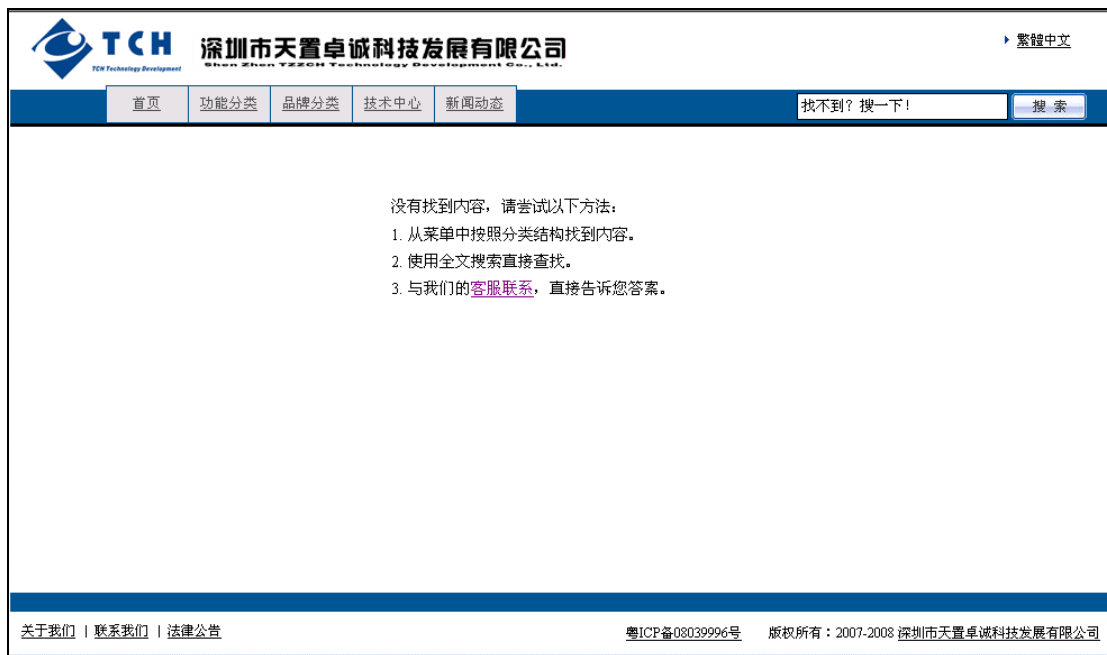 TCH
TCH Technology Development
深圳市天置卓诚科技发展有限公司
Shen Zhen TZZCH Technology Development Co., Ltd.
繁體中文
首页 功能分类 品牌分类 技术中心 新闻动态
找不到? 搜一下! 搜 索
没有找到内容，请尝试以下方法：
1. 从菜单中按照分类结构找到内容。
2. 使用全文搜索直接查找。
3. 与我们的客服联系，直接告诉您答案。
关于我们 | 联系我们 | 法律公告
粤ICP备08039996号 版权所有：2007-2008 深圳市天置卓诚科技发展有限公司